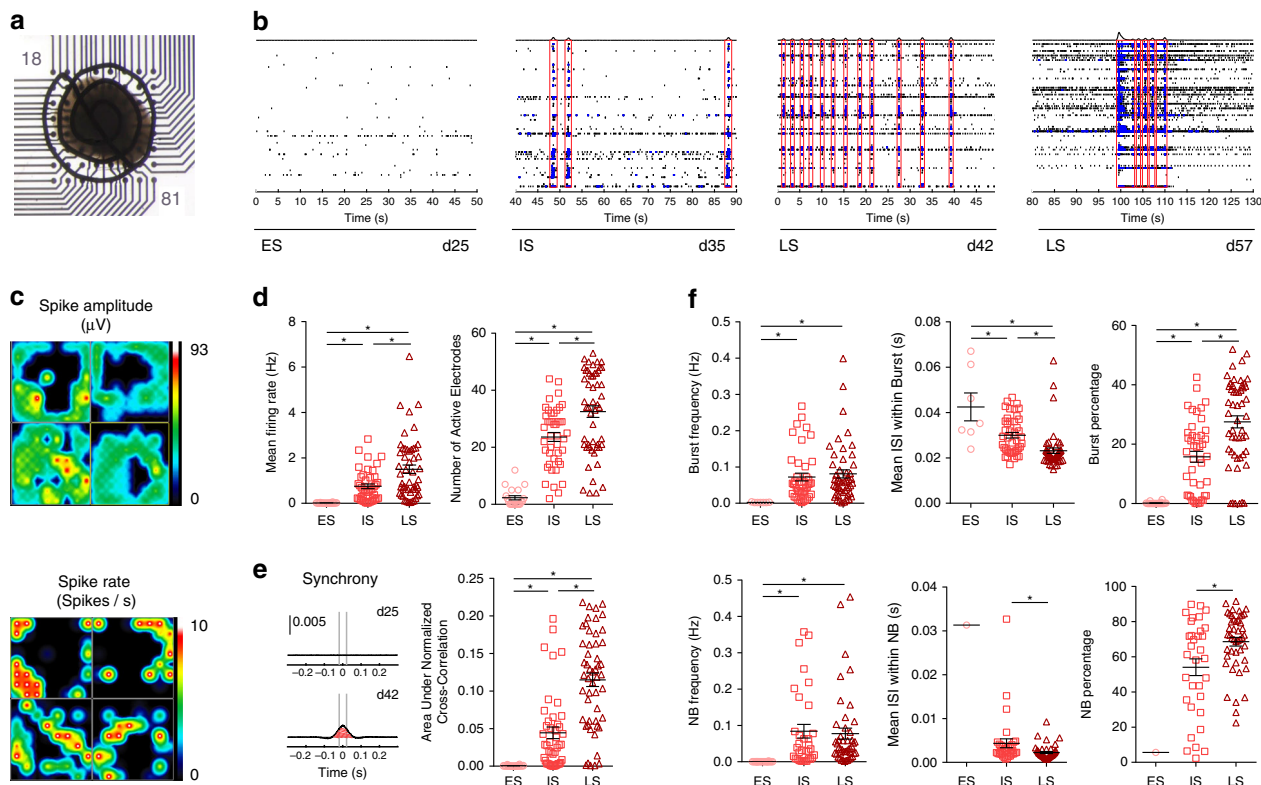 a
18
81
b
0 5 10 15 20 25 30 35 40 45 50
Time (s)
ES d25
40 45 50 55 60 65 70 75 80 85 90
Time (s)
IS d35
0 5 10 15 20 25 30 35 40 45
Time (s)
LS d42
80 85 90 95 100 105 110 115 120 125 130
Time (s)
LS d57
c
Spike amplitude
(μV)
93
0
Spike rate
(Spikes / s)
10
0
d
Mean firing rate (Hz)
8
6
4
2
0
ES IS LS
* * *
Number of Active Electrodes
60
40
20
0
ES IS LS
* * *
e
Synchrony
0.005
d25
−0.2 −0.1 0 0.1 0.2
d42
−0.2 −0.1 0 0.1 0.2
Time (s)
Area Under Normalized
Cross-Correlation
0.25
0.20
0.15
0.10
0.05
0.00
ES IS LS
* * *
f
Burst frequency (Hz)
0.5
0.4
0.3
0.2
0.1
0.0
ES IS LS
* *
Mean ISI within Burst (s)
0.08
0.06
0.04
0.02
0.00
ES IS LS
* * *
Burst percentage
60
40
20
0
ES IS LS
* * *
NB frequency (Hz)
0.5
0.4
0.3
0.2
0.1
0.0
ES IS LS
* *
Mean ISI within NB (s)
0.04
0.03
0.02
0.01
0.00
ES IS LS
*
NB percentage
100
80
60
40
20
0
ES IS LS
*